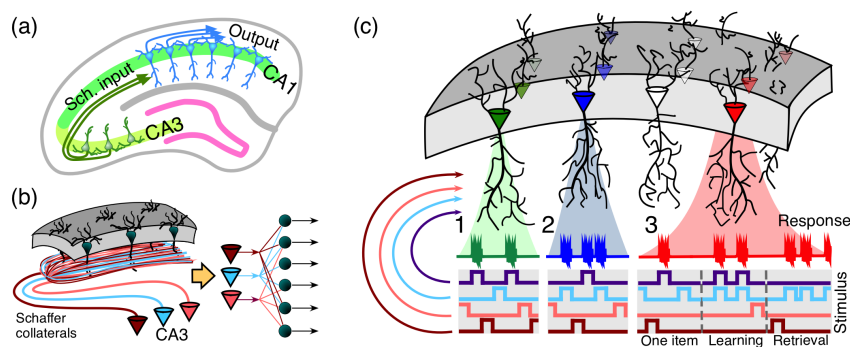 (a)
Sch. input
Output
CA1
CA3
(b)
Schaffer
collaterals
CA3
(c)
1
2
3
Response
Stimulus
One item
Learning
Retrieval